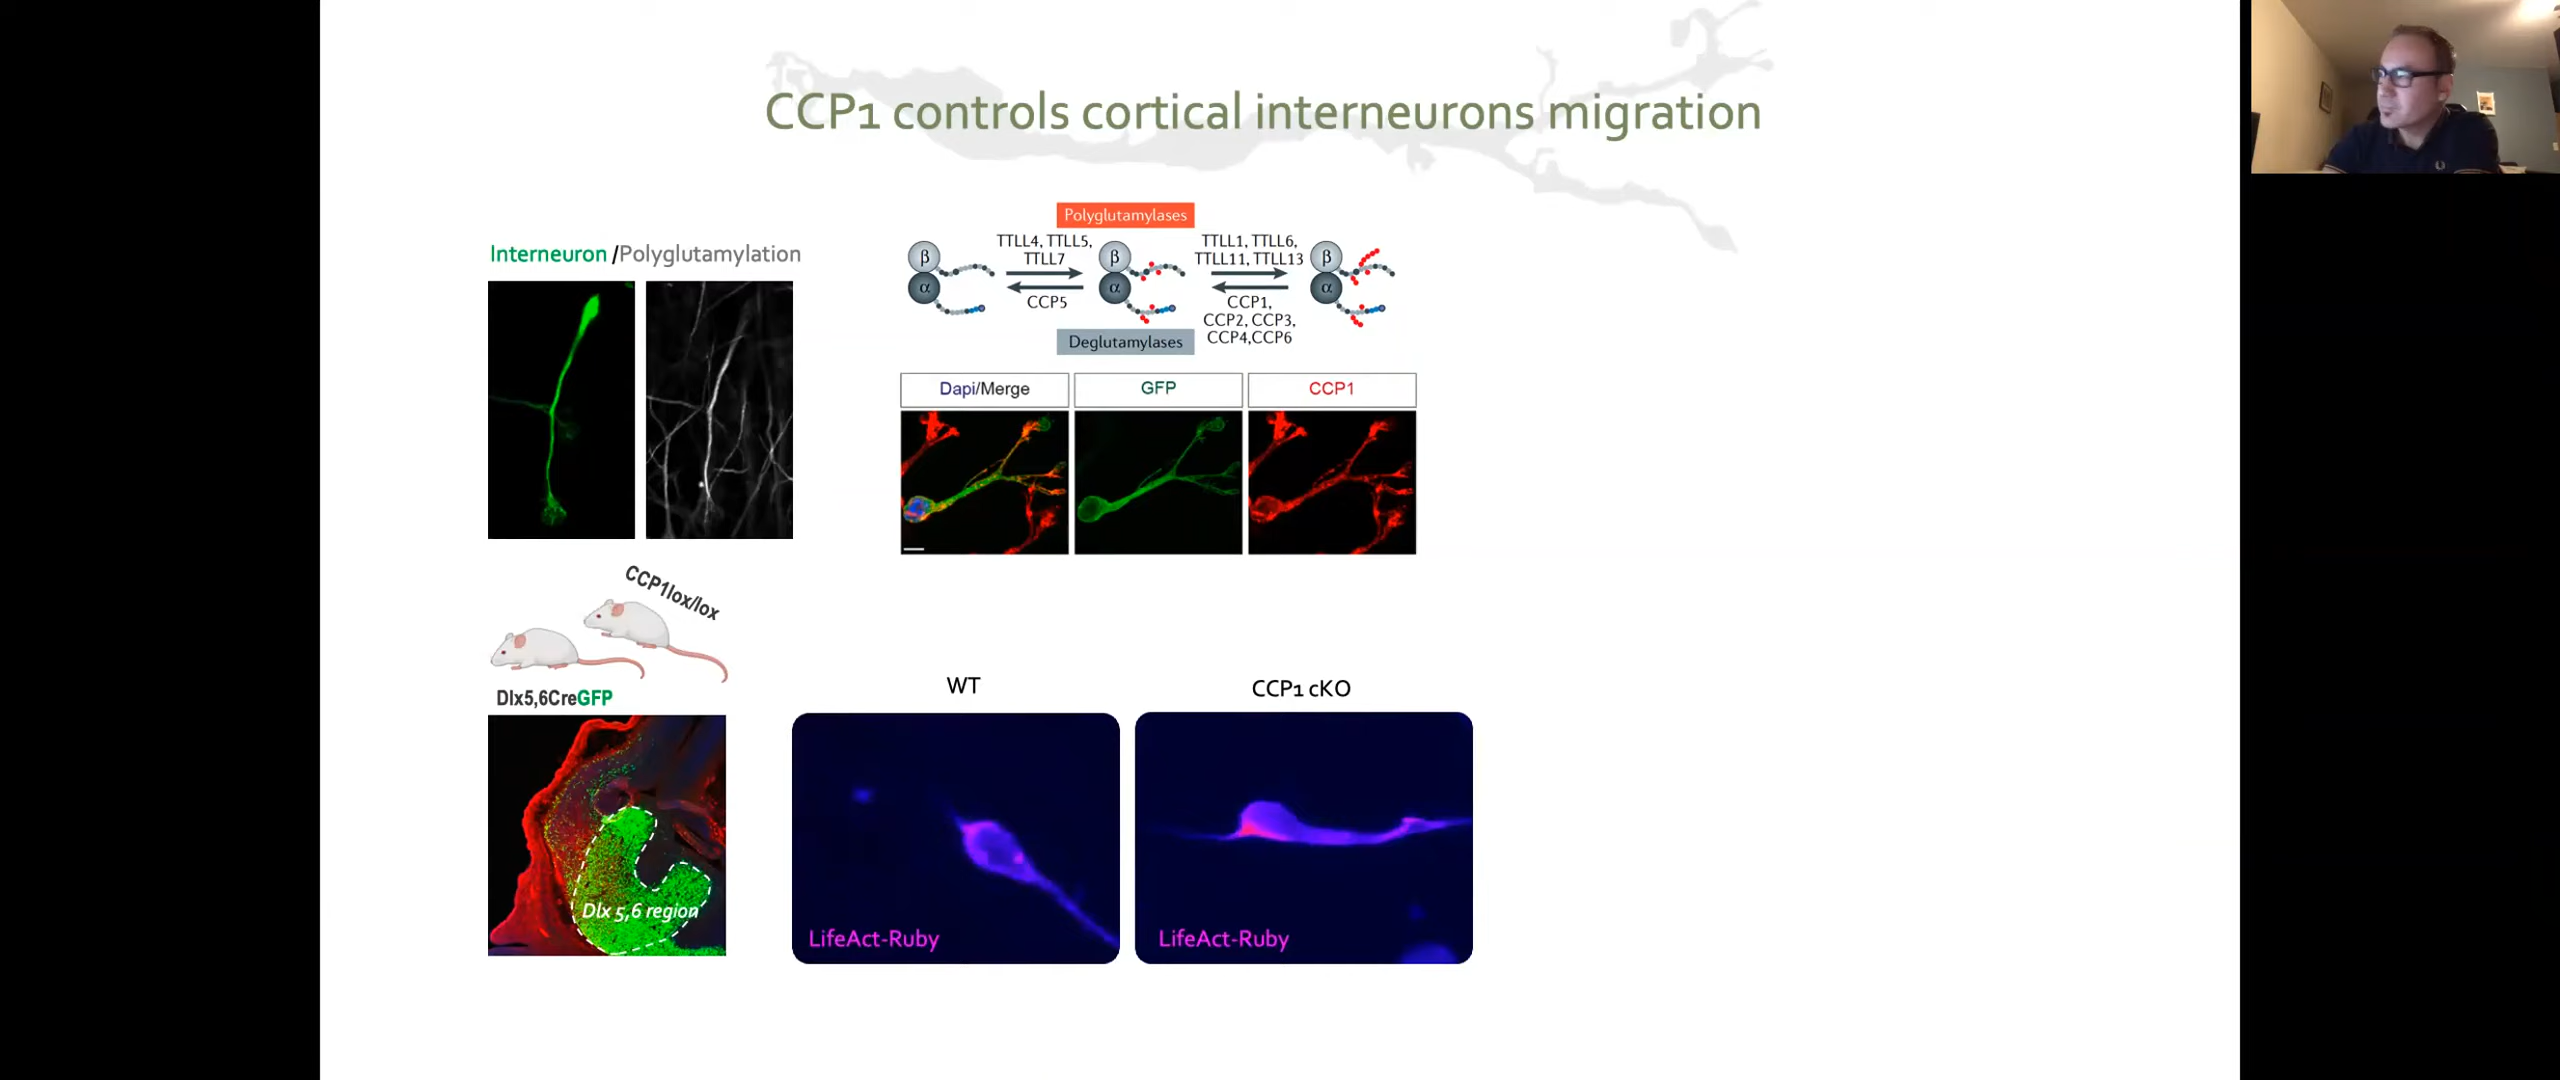 CCP1 controls cortical interneurons migration
Interneuron /Polyglutamylation
Polyglutamylases
TTLL4, TTLL5,
TTLL7
TTLL1, TTLL6,
TTLL11, TTLL13
β
β
β
α
α
α
CCP5
CCP1,
CCP2, CCP3,
CCP4,CCP6
Deglutamylases
Dapi/Merge
GFP
CCP1
CCP1lox/lox
Dlx5,6CreGFP
Dlx 5,6 region
WT
CCP1 cKO
LifeAct-Ruby
LifeAct-Ruby